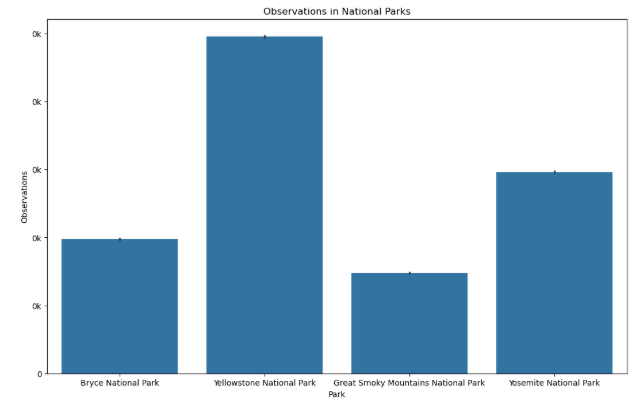 Observations in National Parks
0k
0k
0k
0k
0k
0
Observations
Bryce National Park
Yellowstone National Park
Great Smoky Mountains National Park
Yosemite National Park
Park